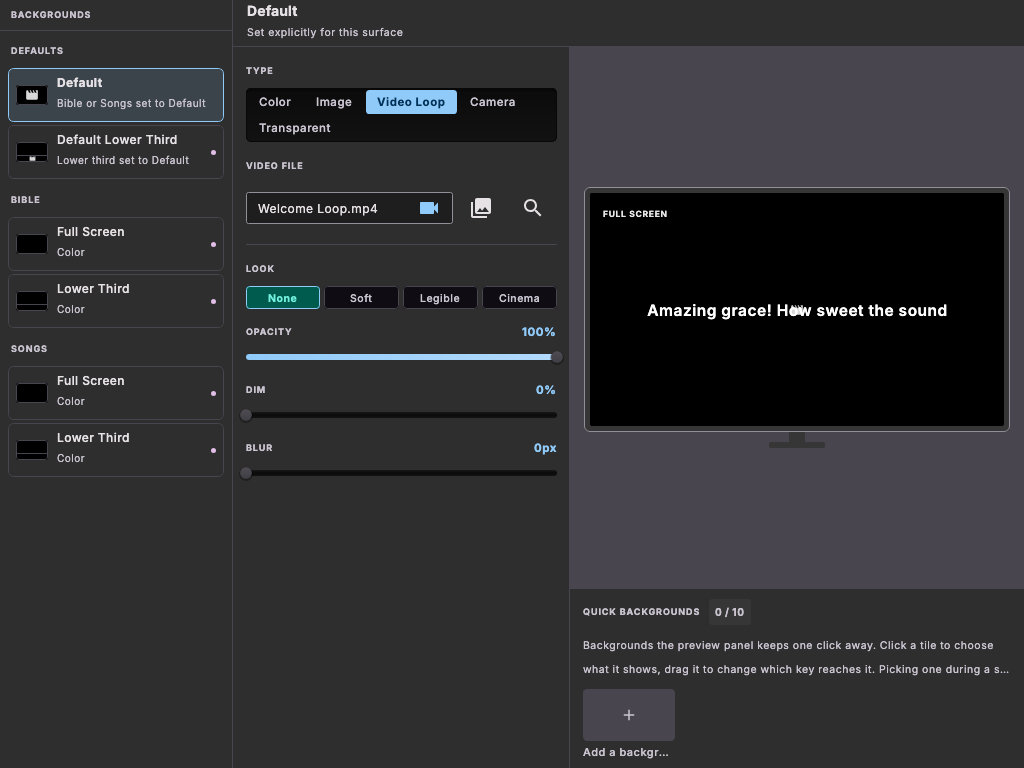 BACKGROUNDS
DEFAULTS
Default
Bible or Songs set to Default
Default Lower Third
Lower third set to Default
BIBLE
Full Screen
Color
Lower Third
Color
SONGS
Full Screen
Color
Lower Third
Color
Default
Set explicitly for this surface
TYPE
Color Image Video Loop Camera
Transparent
VIDEO FILE
Welcome Loop.mp4
LOOK
None Soft Legible Cinema
OPACITY 100%
DIM 0%
BLUR 0px
FULL SCREEN
Amazing grace! How sweet the sound
QUICK BACKGROUNDS 0 / 10
Backgrounds the preview panel keeps one click away. Click a tile to choose
what it shows, drag it to change which key reaches it. Picking one during a s...
+
Add a backgr...